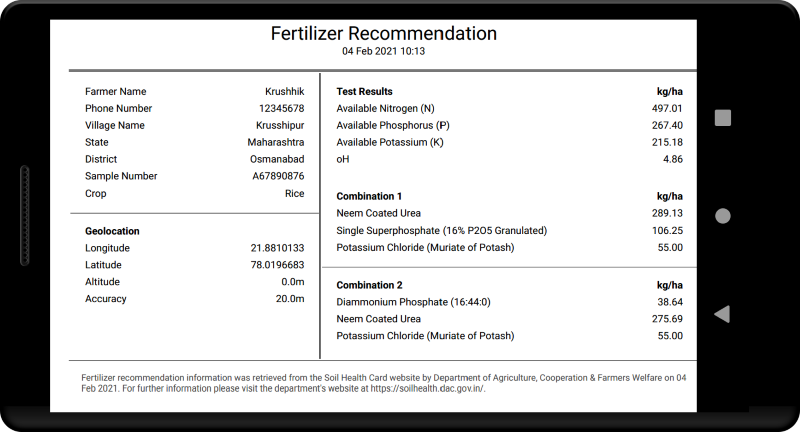 Fertilizer Recommendation
04 Feb 2021 10:13
Farmer Name Krushhik
Phone Number 12345678
Village Name Krusshipur
State Maharashtra
District Osmanabad
Sample Number A67890876
Crop Rice
Geolocation
Longitude 21.8810133
Latitude 78.0196683
Altitude 0.0m
Accuracy 20.0m
Test Results kg/ha
Available Nitrogen (N) 497.01
Available Phosphorus (P) 267.40
Available Potassium (K) 215.18
oH 4.86
Combination 1 kg/ha
Neem Coated Urea 289.13
Single Superphosphate (16% P2O5 Granulated) 106.25
Potassium Chloride (Muriate of Potash) 55.00
Combination 2 kg/ha
Diammonium Phosphate (16:44:0) 38.64
Neem Coated Urea 275.69
Potassium Chloride (Muriate of Potash) 55.00
Fertilizer recommendation information was retrieved from the Soil Health Card website by Department of Agriculture, Cooperation & Farmers Welfare on 04
Feb 2021. For further information please visit the department's website at https://soilhealth.dac.gov.in/.